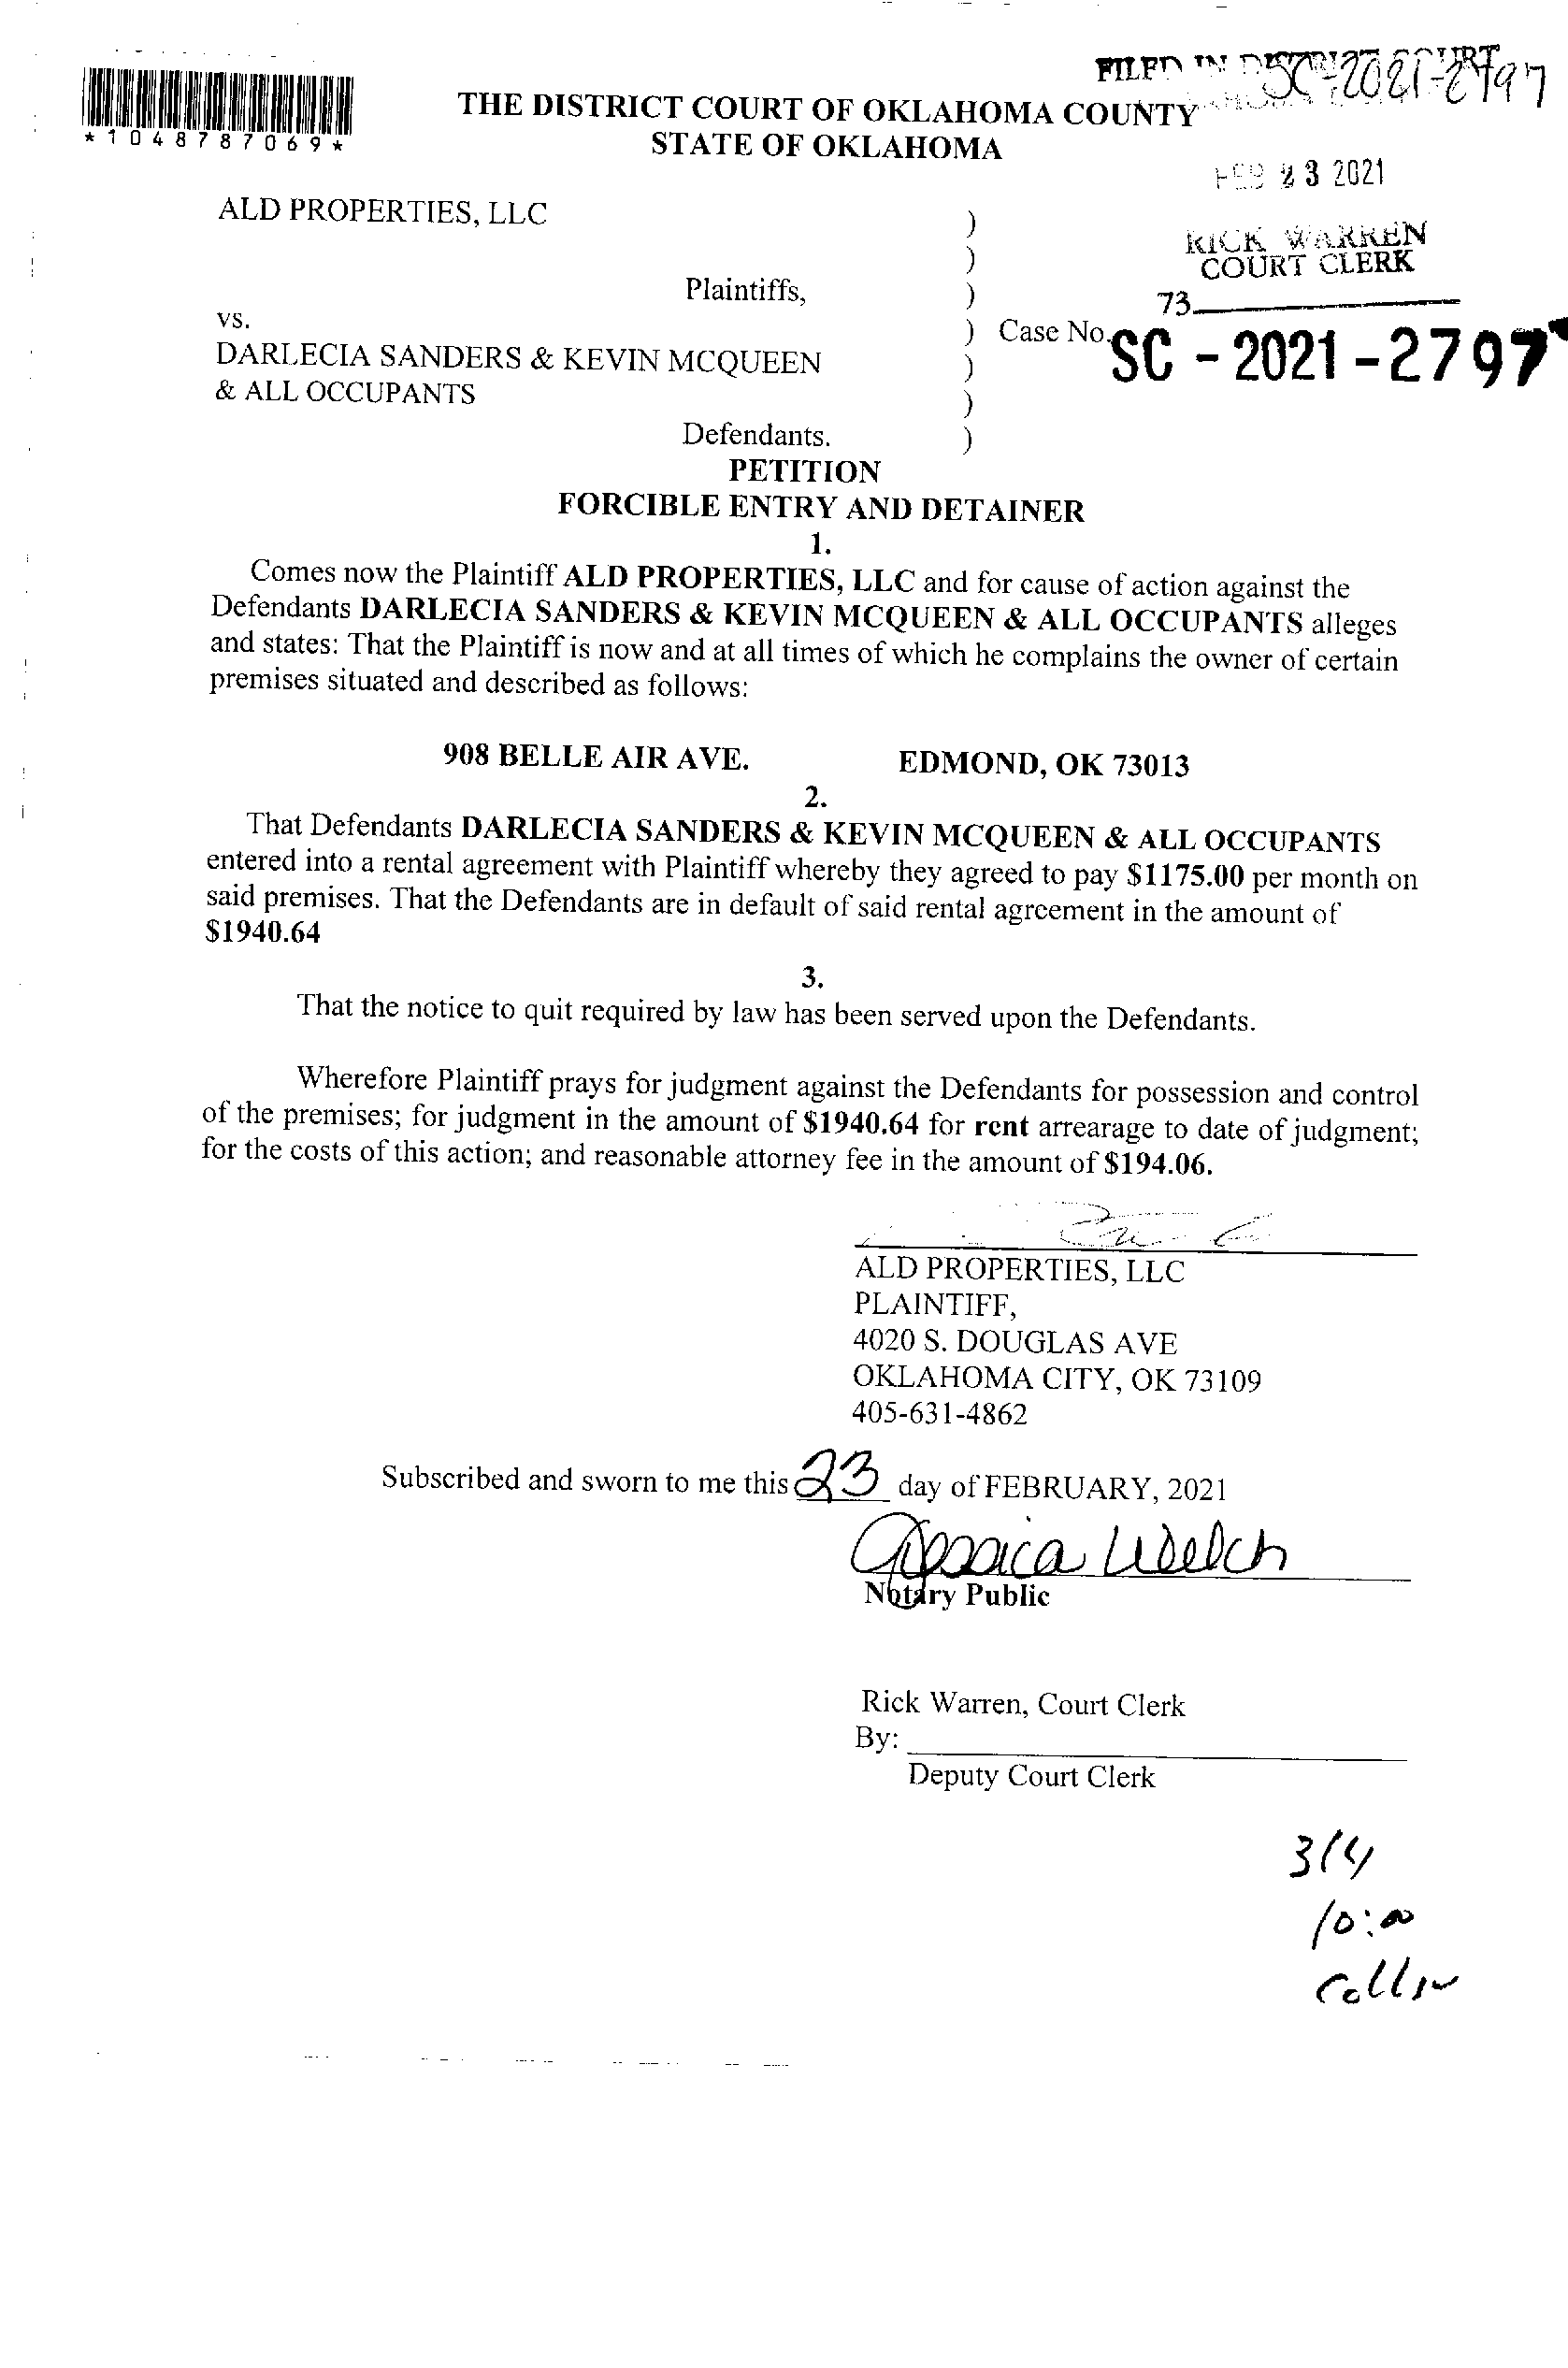 FILED IN DISTRICT COURT
SC-2021-2797
THE DISTRICT COURT OF OKLAHOMA COUNTY
STATE OF OKLAHOMA
*1048787069*
FEB 23 2021
ALD PROPERTIES, LLC )
)
RICK WARREN
COURT CLERK
Plaintiffs, )
73
vs. ) Case No. SC - 2021 - 2797
DARLECIA SANDERS & KEVIN MCQUEEN )
& ALL OCCUPANTS )
Defendants. )
PETITION
FORCIBLE ENTRY AND DETAINER
1.
Comes now the Plaintiff ALD PROPERTIES, LLC and for cause of action against the
Defendants DARLECIA SANDERS & KEVIN MCQUEEN & ALL OCCUPANTS alleges
and states: That the Plaintiff is now and at all times of which he complains the owner of certain
premises situated and described as follows:
908 BELLE AIR AVE. EDMOND, OK 73013
2.
That Defendants DARLECIA SANDERS & KEVIN MCQUEEN & ALL OCCUPANTS
entered into a rental agreement with Plaintiff whereby they agreed to pay $1175.00 per month on
said premises. That the Defendants are in default of said rental agreement in the amount of
$1940.64
3.
That the notice to quit required by law has been served upon the Defendants.
Wherefore Plaintiff prays for judgment against the Defendants for possession and control
of the premises; for judgment in the amount of $1940.64 for rent arrearage to date of judgment;
for the costs of this action; and reasonable attorney fee in the amount of $194.06.
ALD PROPERTIES, LLC
PLAINTIFF,
4020 S. DOUGLAS AVE
OKLAHOMA CITY, OK 73109
405-631-4862
Subscribed and sworn to me this 23 day of FEBRUARY, 2021
Jessica Welch
Notary Public
Rick Warren, Court Clerk
By:
Deputy Court Clerk
3/4
10:00
Collin